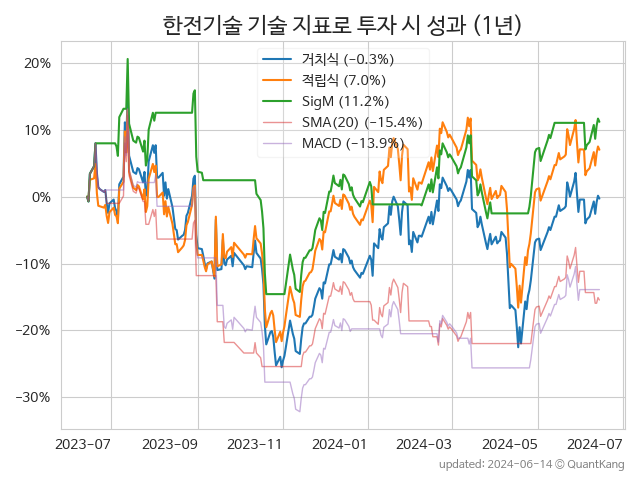 한전기술 기술 지표로 투자 시 성과 (1년)
거치식 (−0.3%)
적립식 (7.0%)
SigM (11.2%)
SMA(20) (−15.4%)
MACD (−13.9%)
20%
10%
0%
−10%
−20%
−30%
2023-07 2023-09 2023-11 2024-01 2024-03 2024-05 2024-07
updated: 2024-06-14 © QuantKang